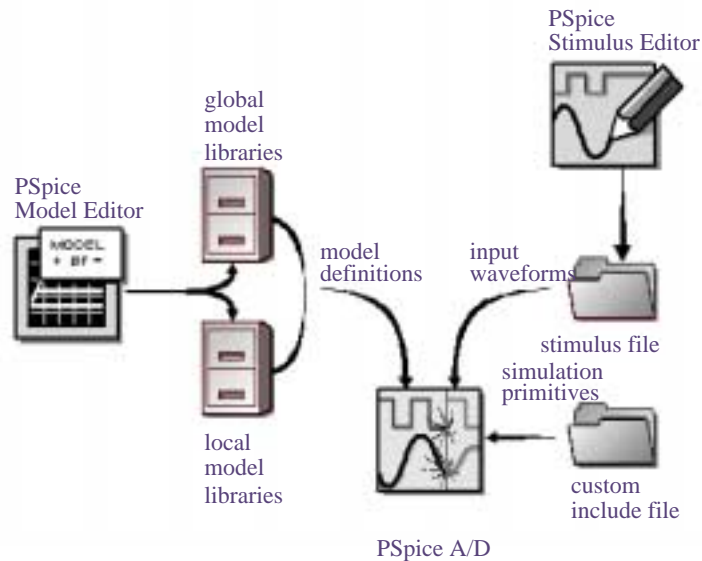 PSpice
Stimulus Editor
global
model
libraries
PSpice
Model Editor
MODEL
model
definitions
input
waveforms
stimulus file
simulation
primitives
local
model
libraries
custom
include file
PSpice A/D